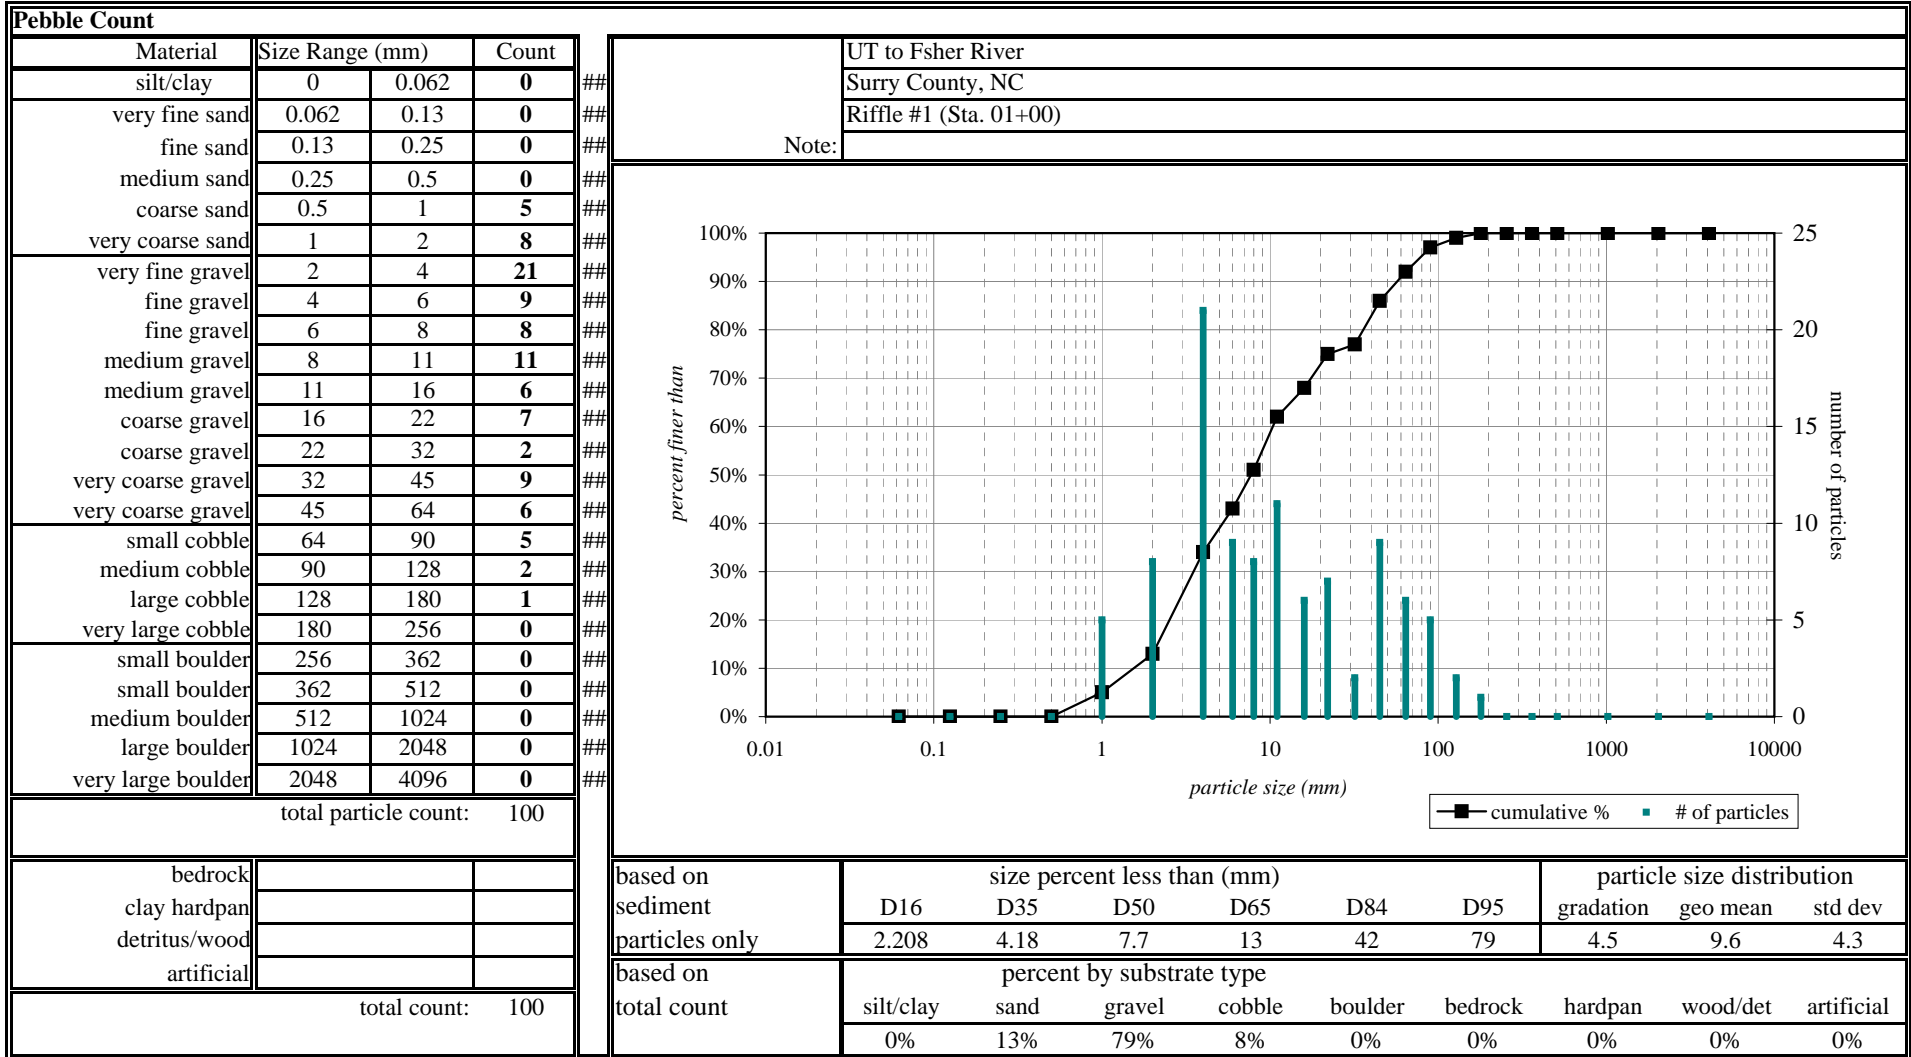 Pebble Count
Material Size Range (mm) Count
silt/clay 0 0.062 0 ##
very fine sand 0.062 0.13 0 ##
fine sand 0.13 0.25 0 ##
medium sand 0.25 0.5 0 ##
coarse sand 0.5 1 5 ##
very coarse sand 1 2 8 ##
very fine gravel 2 4 21 ##
fine gravel 4 6 9 ##
fine gravel 6 8 8 ##
medium gravel 8 11 11 ##
medium gravel 11 16 6 ##
coarse gravel 16 22 7 ##
coarse gravel 22 32 2 ##
very coarse gravel 32 45 9 ##
very coarse gravel 45 64 6 ##
small cobble 64 90 5 ##
medium cobble 90 128 2 ##
large cobble 128 180 1 ##
very large cobble 180 256 0 ##
small boulder 256 362 0 ##
small boulder 362 512 0 ##
medium boulder 512 1024 0 ##
large boulder 1024 2048 0 ##
very large boulder 2048 4096 0 ##
total particle count: 100
bedrock
clay hardpan
detritus/wood
artificial
total count: 100
UT to Fsher River
Surry County, NC
Riffle #1 (Sta. 01+00)
Note:
percent finer than
100%
90%
80%
70%
60%
50%
40%
30%
20%
10%
0%
25
20
15
10
5
0
number of particles
0.01 0.1 1 10 100 1000 10000
particle size (mm)
cumulative % # of particles
based on size percent less than (mm) particle size distribution
sediment D16 D35 D50 D65 D84 D95 gradation geo mean std dev
particles only 2.208 4.18 7.7 13 42 79 4.5 9.6 4.3
based on percent by substrate type
total count silt/clay sand gravel cobble boulder bedrock hardpan wood/det artificial
0% 13% 79% 8% 0% 0% 0% 0% 0%